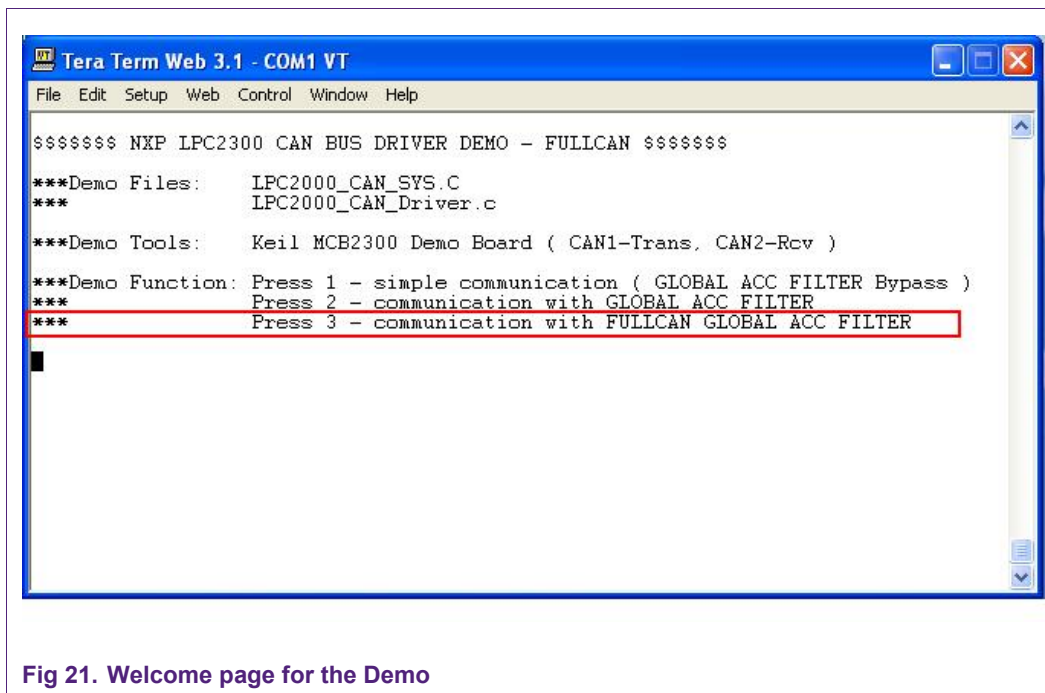 Tera Term Web 3.1 - COM1 VT
File Edit Setup Web Control Window Help
$$$$$$$ NXP LPC2300 CAN BUS DRIVER DEMO - FULLCAN $$$$$$$
***Demo Files: LPC2000_CAN_SYS.C
*** LPC2000_CAN_Driver.c
***Demo Tools: Keil MCB2300 Demo Board ( CAN1-Trans, CAN2-Rcv )
***Demo Function: Press 1 - simple communication ( GLOBAL ACC FILTER Bypass )
*** Press 2 - communication with GLOBAL ACC FILTER
*** Press 3 - communication with FULLCAN GLOBAL ACC FILTER
Fig 21. Welcome page for the Demo